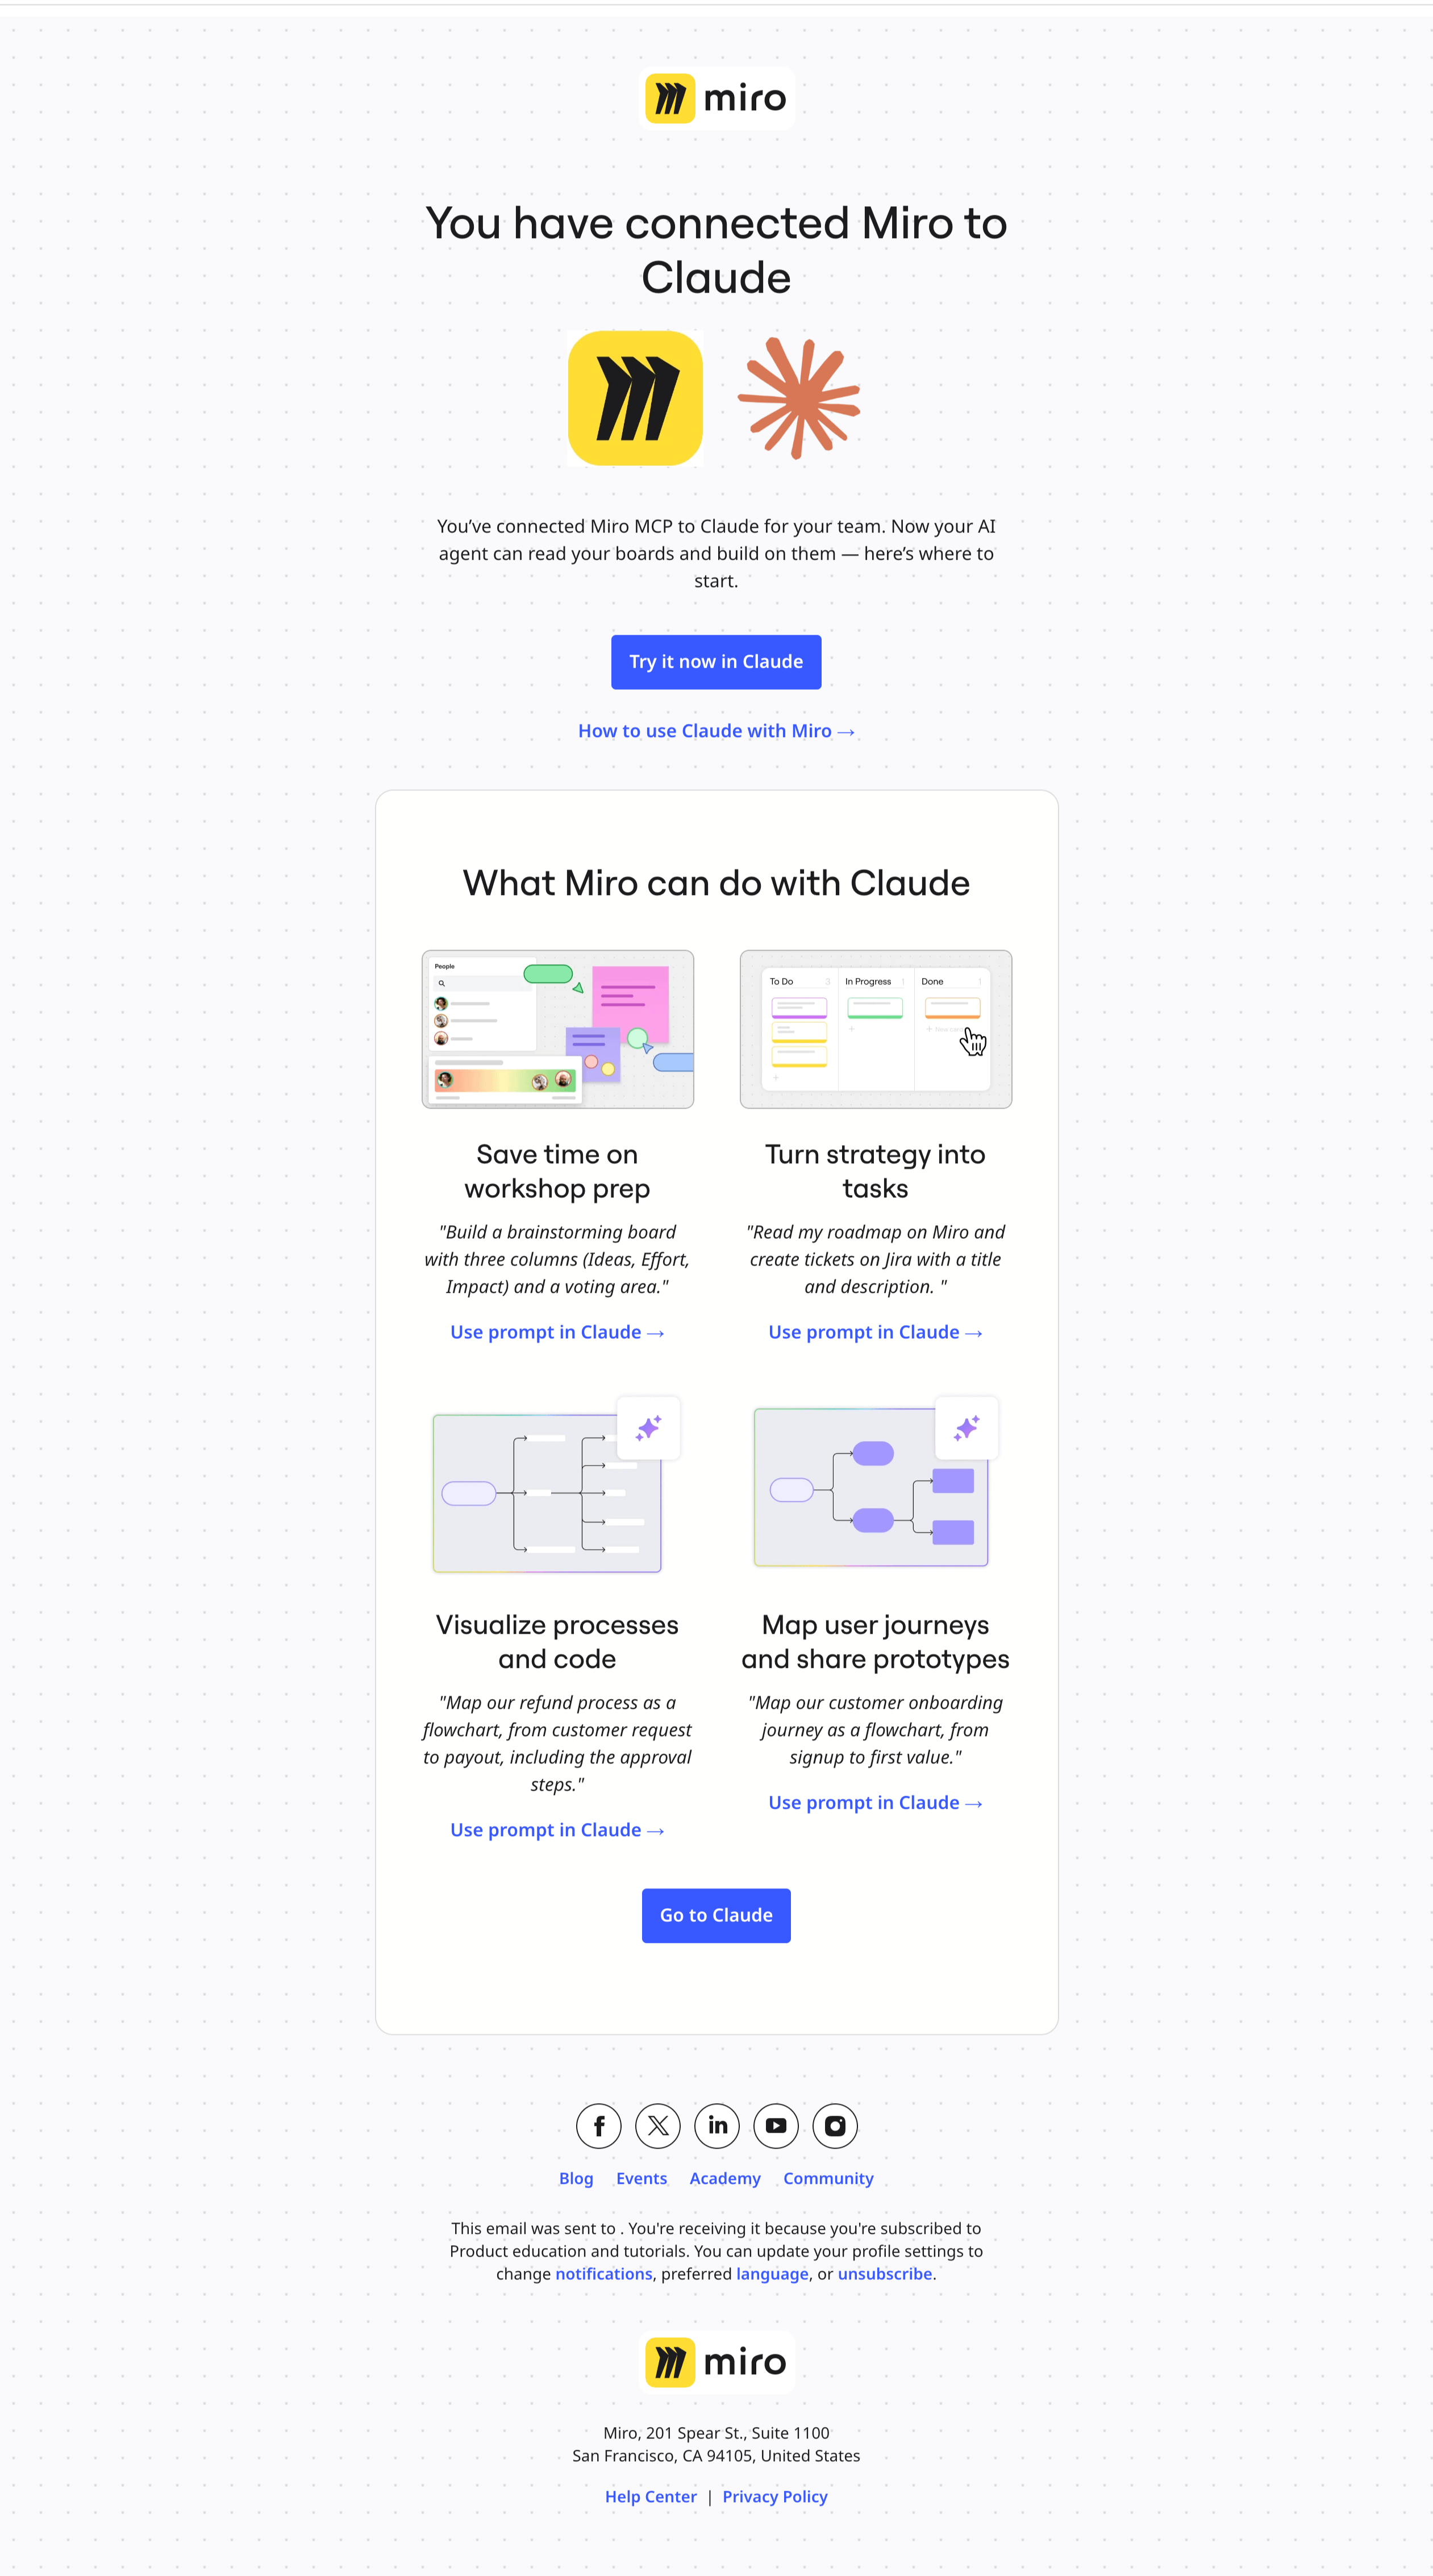 miro
You have connected Miro to
Claude
You’ve connected Miro MCP to Claude for your team. Now your AI
agent can read your boards and build on them — here’s where to
start.
Try it now in Claude
How to use Claude with Miro →
What Miro can do with Claude
People
To Do 3 In Progress 1 Done 1
Save time on
workshop prep
"Build a brainstorming board
with three columns (Ideas, Effort,
Impact) and a voting area."
Use prompt in Claude →
Turn strategy into
tasks
"Read my roadmap on Miro and
create tickets on Jira with a title
and description. "
Use prompt in Claude →
Visualize processes
and code
"Map our refund process as a
flowchart, from customer request
to payout, including the approval
steps."
Use prompt in Claude →
Map user journeys
and share prototypes
"Map our customer onboarding
journey as a flowchart, from
signup to first value."
Use prompt in Claude →
Go to Claude
Blog Events Academy Community
This email was sent to . You're receiving it because you're subscribed to
Product education and tutorials. You can update your profile settings to
change notifications, preferred language, or unsubscribe.
miro
Miro, 201 Spear St., Suite 1100
San Francisco, CA 94105, United States
Help Center | Privacy Policy